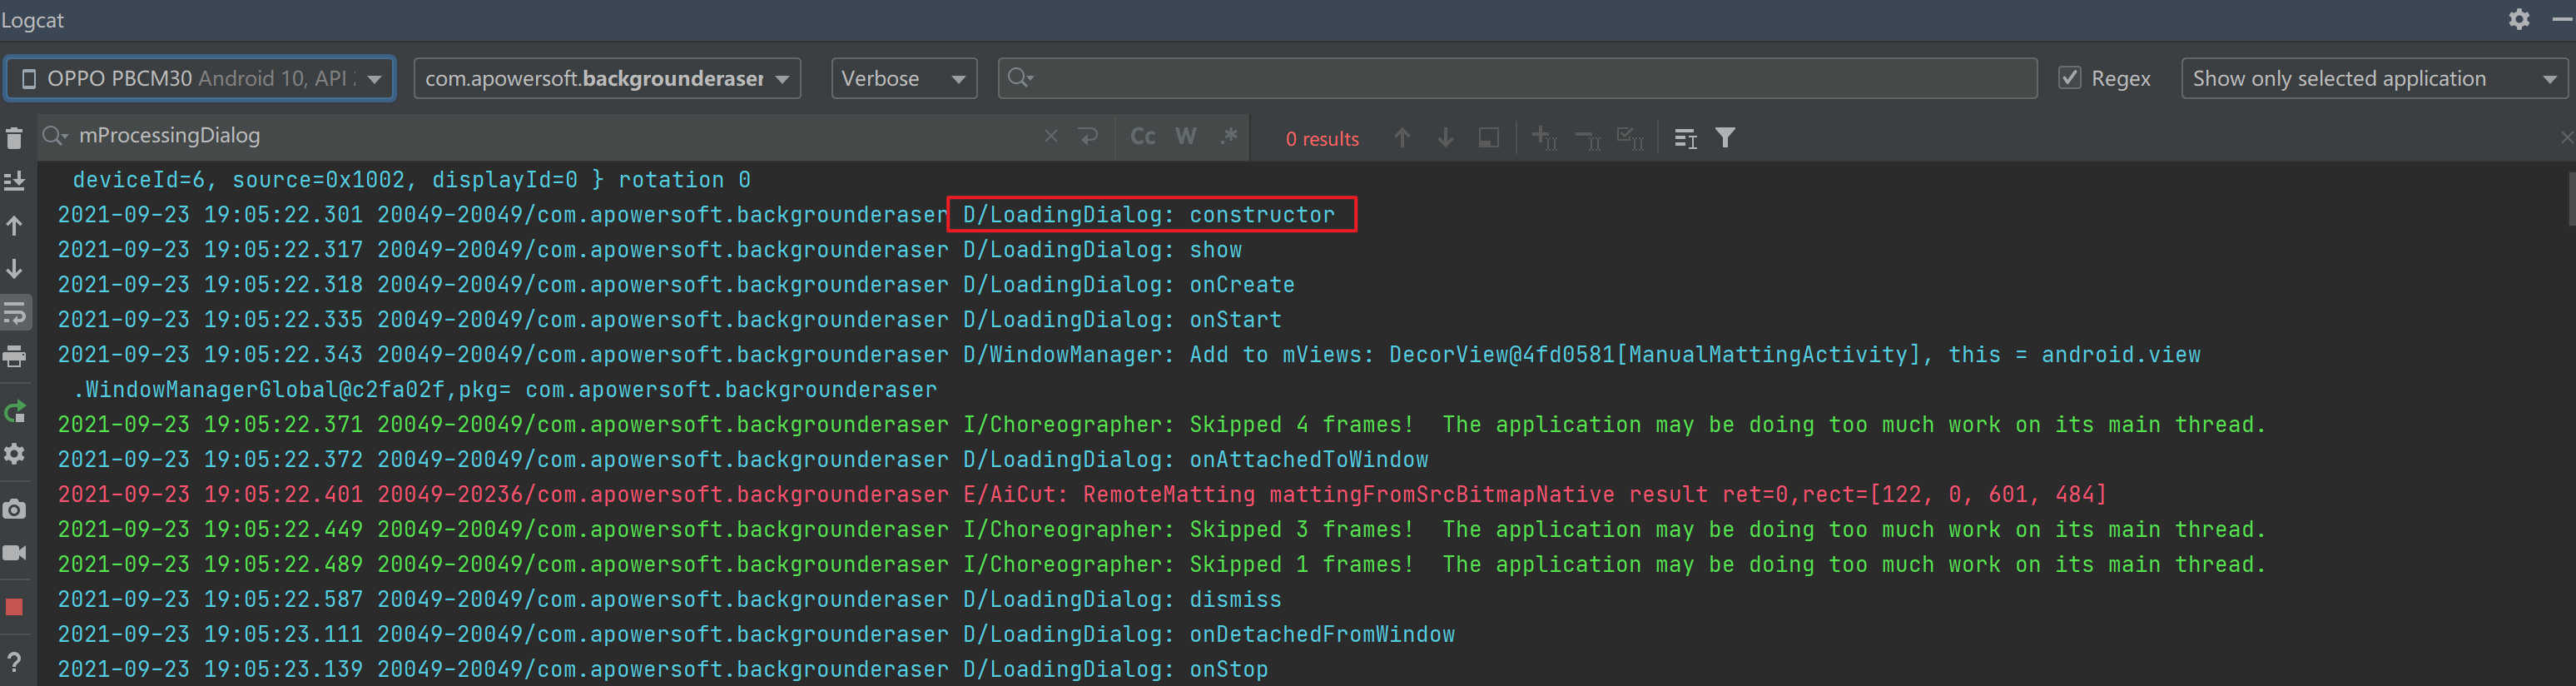 Logcat
OPPO PBCM30 Android 10, API com.apowersoft.backgrounderaser Verbose Regex Show only selected application
mProcessingDialog Cc W .* 0 results
deviceId=6, source=0x1002, displayId=0 } rotation 0
2021-09-23 19:05:22.301 20049-20049/com.apowersoft.backgrounderaser D/LoadingDialog: constructor
2021-09-23 19:05:22.317 20049-20049/com.apowersoft.backgrounderaser D/LoadingDialog: show
2021-09-23 19:05:22.318 20049-20049/com.apowersoft.backgrounderaser D/LoadingDialog: onCreate
2021-09-23 19:05:22.335 20049-20049/com.apowersoft.backgrounderaser D/LoadingDialog: onStart
2021-09-23 19:05:22.343 20049-20049/com.apowersoft.backgrounderaser D/WindowManager: Add to mViews: DecorView@4fd0581[ManualMattingActivity], this = android.view
.WindowManagerGlobal@c2fa02f,pkg= com.apowersoft.backgrounderaser
2021-09-23 19:05:22.371 20049-20049/com.apowersoft.backgrounderaser I/Choreographer: Skipped 4 frames!  The application may be doing too much work on its main thread.
2021-09-23 19:05:22.372 20049-20049/com.apowersoft.backgrounderaser D/LoadingDialog: onAttachedToWindow
2021-09-23 19:05:22.401 20049-20236/com.apowersoft.backgrounderaser E/AiCut: RemoteMatting mattingFromSrcBitmapNative result ret=0,rect=[122, 0, 601, 484]
2021-09-23 19:05:22.449 20049-20049/com.apowersoft.backgrounderaser I/Choreographer: Skipped 3 frames!  The application may be doing too much work on its main thread.
2021-09-23 19:05:22.489 20049-20049/com.apowersoft.backgrounderaser I/Choreographer: Skipped 1 frames!  The application may be doing too much work on its main thread.
2021-09-23 19:05:22.587 20049-20049/com.apowersoft.backgrounderaser D/LoadingDialog: dismiss
2021-09-23 19:05:23.111 20049-20049/com.apowersoft.backgrounderaser D/LoadingDialog: onDetachedFromWindow
2021-09-23 19:05:23.139 20049-20049/com.apowersoft.backgrounderaser D/LoadingDialog: onStop